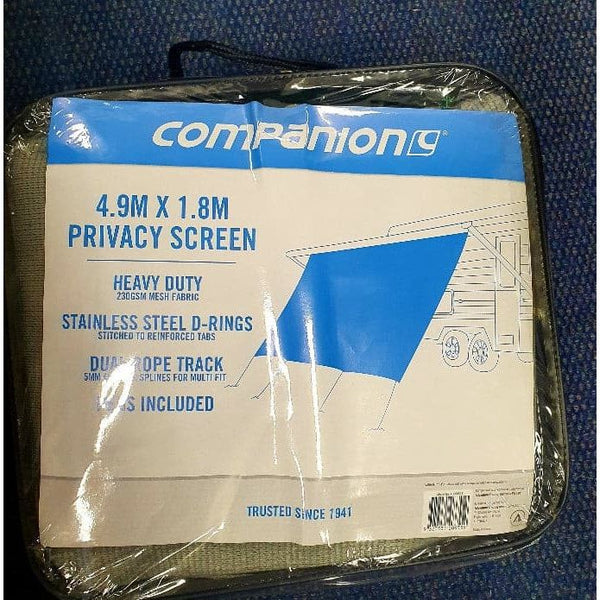 companion
4.9M X 1.8M
PRIVACY SCREEN
HEAVY DUTY
230GSM MESH FABRIC
STAINLESS STEEL D-RINGS
STITCHED TO REINFORCED TABS
DUAL ROPE TRACK
5MM SPLINES FOR MULTI FIT
INCLUDED
TRUSTED SINCE 1941